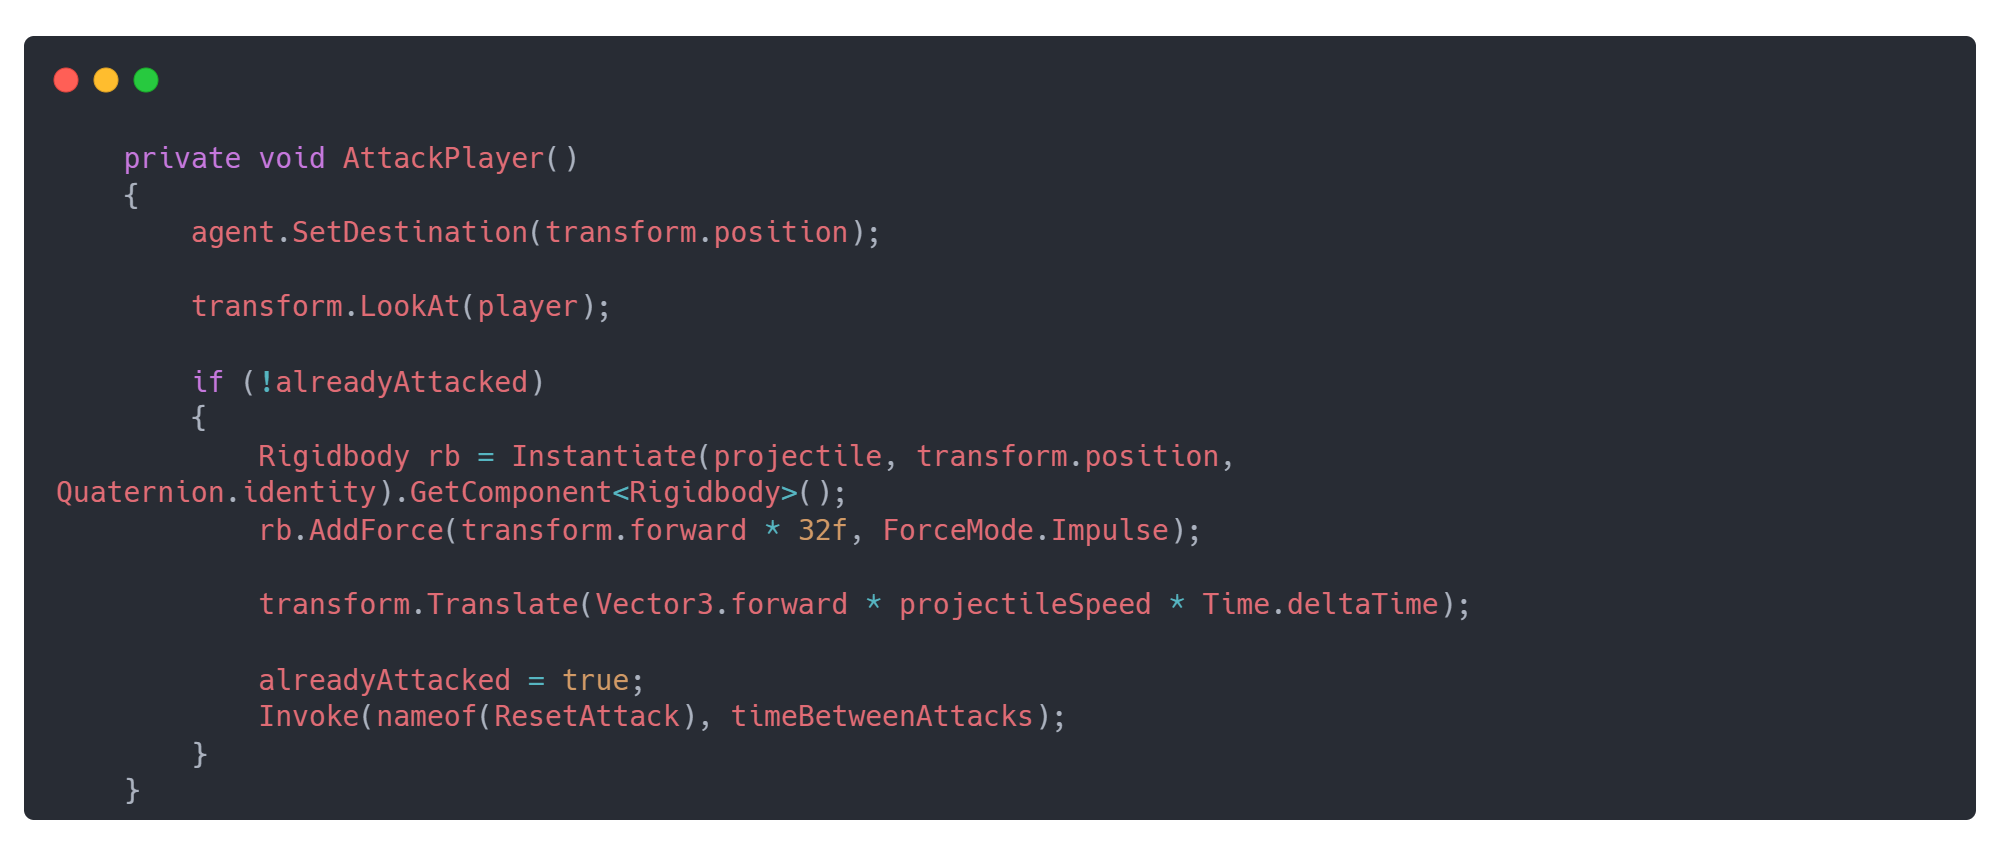 private void AttackPlayer()
{
agent.SetDestination(transform.position);
transform.LookAt(player);
if (!alreadyAttacked)
{
Rigidbody rb = Instantiate(projectile, transform.position,
Quaternion.identity).GetComponent<Rigidbody>();
rb.AddForce(transform.forward * 32f, ForceMode.Impulse);
transform.Translate(Vector3.forward * projectileSpeed * Time.deltaTime);
alreadyAttacked = true;
Invoke(nameof(ResetAttack), timeBetweenAttacks);
}
}